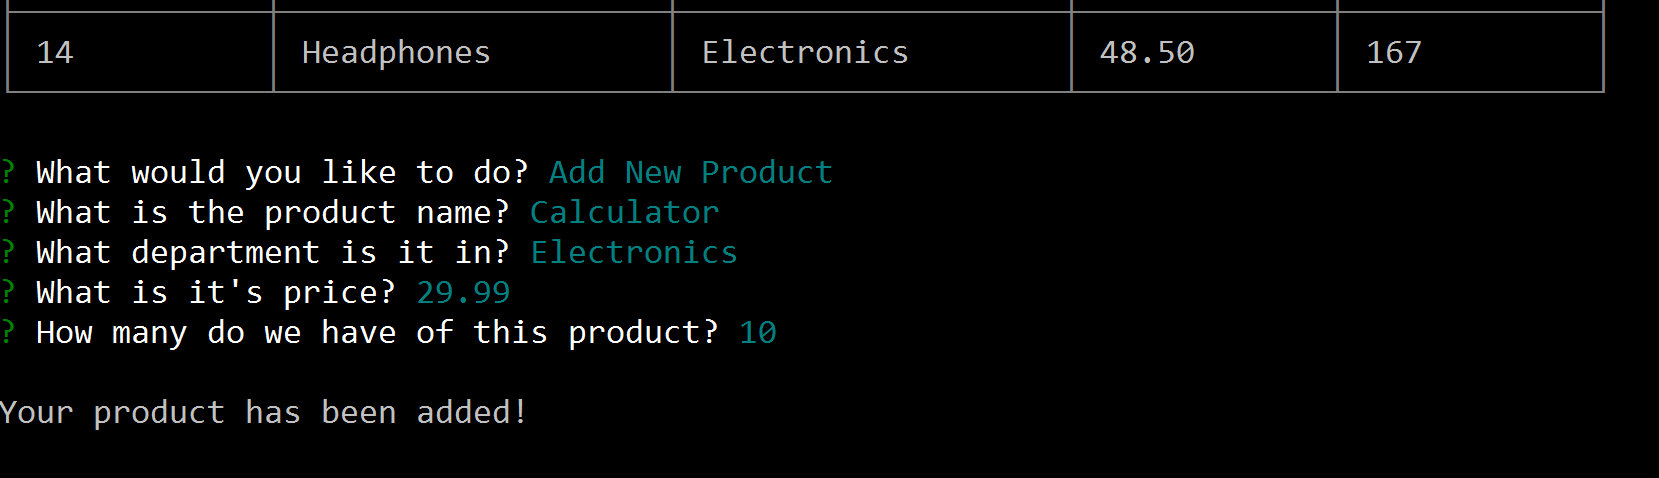 14 Headphones Electronics 48.50 167
? What would you like to do? Add New Product
? What is the product name? Calculator
? What department is it in? Electronics
? What is it's price? 29.99
? How many do we have of this product? 10
Your product has been added!